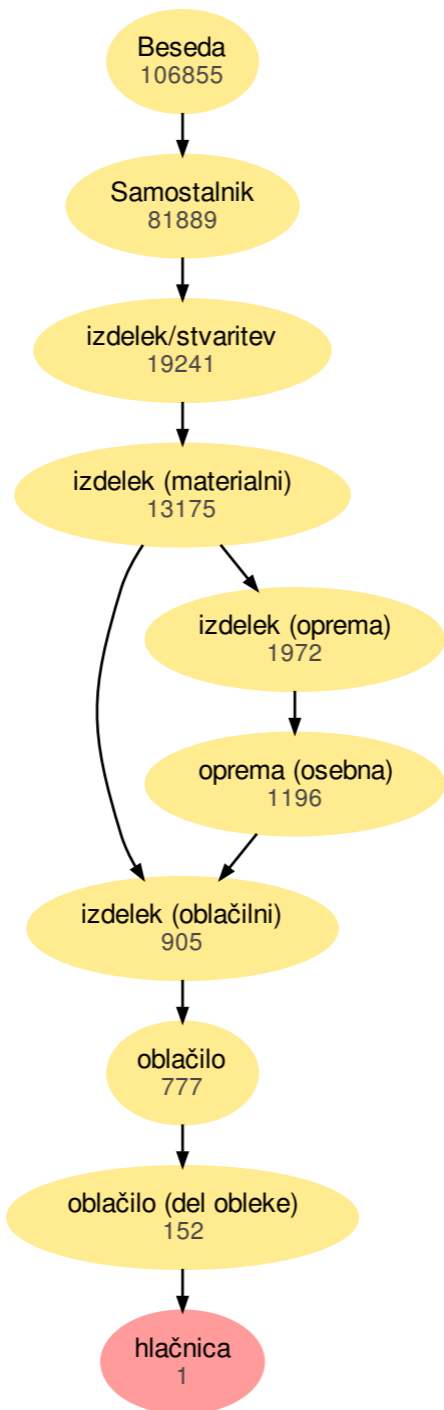 Beseda
106855
Samostalnik
81889
izdelek/stvaritev
19241
izdelek (materialni)
13175
izdelek (oprema)
1972
oprema (osebna)
1196
izdelek (oblačilni)
905
oblačilo
777
oblačilo (del obleke)
152
hlačnica
1